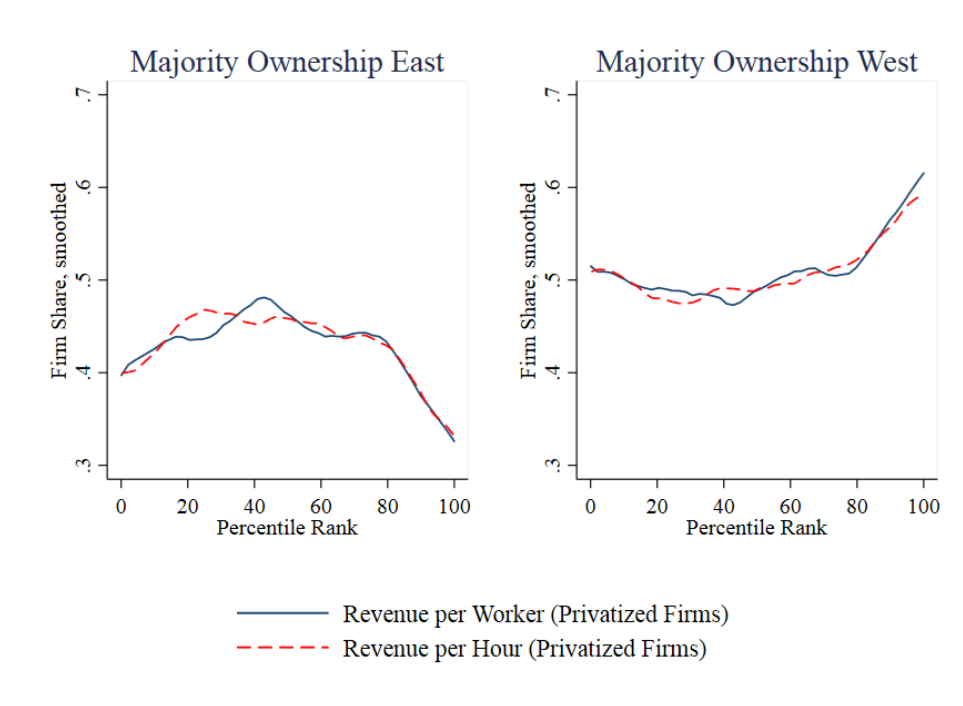 Majority Ownership East
Firm Share, smoothed
.7
.6
.5
.4
.3
0 20 40 60 80 100
Percentile Rank
Majority Ownership West
Firm Share, smoothed
.7
.6
.5
.4
.3
0 20 40 60 80 100
Percentile Rank
Revenue per Worker (Privatized Firms)
Revenue per Hour (Privatized Firms)